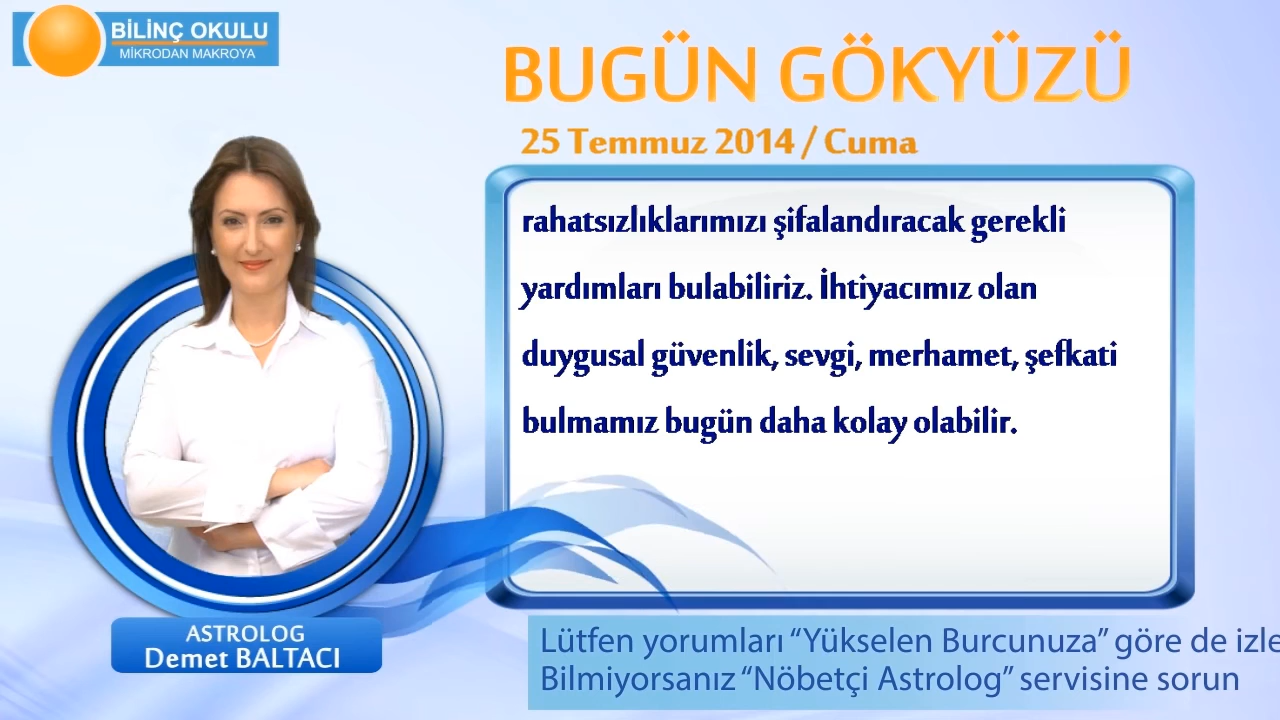 BİLİNÇ OKULU
MİKRODAN MAKROYA
BUGÜN GÖKYÜZÜ
25 Temmuz 2014 / Cuma
rahatsızlıklarımızı şifalandıracak gerekli
yardımları bulabiliriz. İhtiyacımız olan
duygusal güvenlik, sevgi, merhamet, şefkati
bulmamız bugün daha kolay olabilir.
ASTROLOG
Demet BALTACI
Lütfen yorumları “Yükselen Burcunuza” göre de izle
Bilmiyorsanız “Nöbetçi Astrolog” servisine sorun